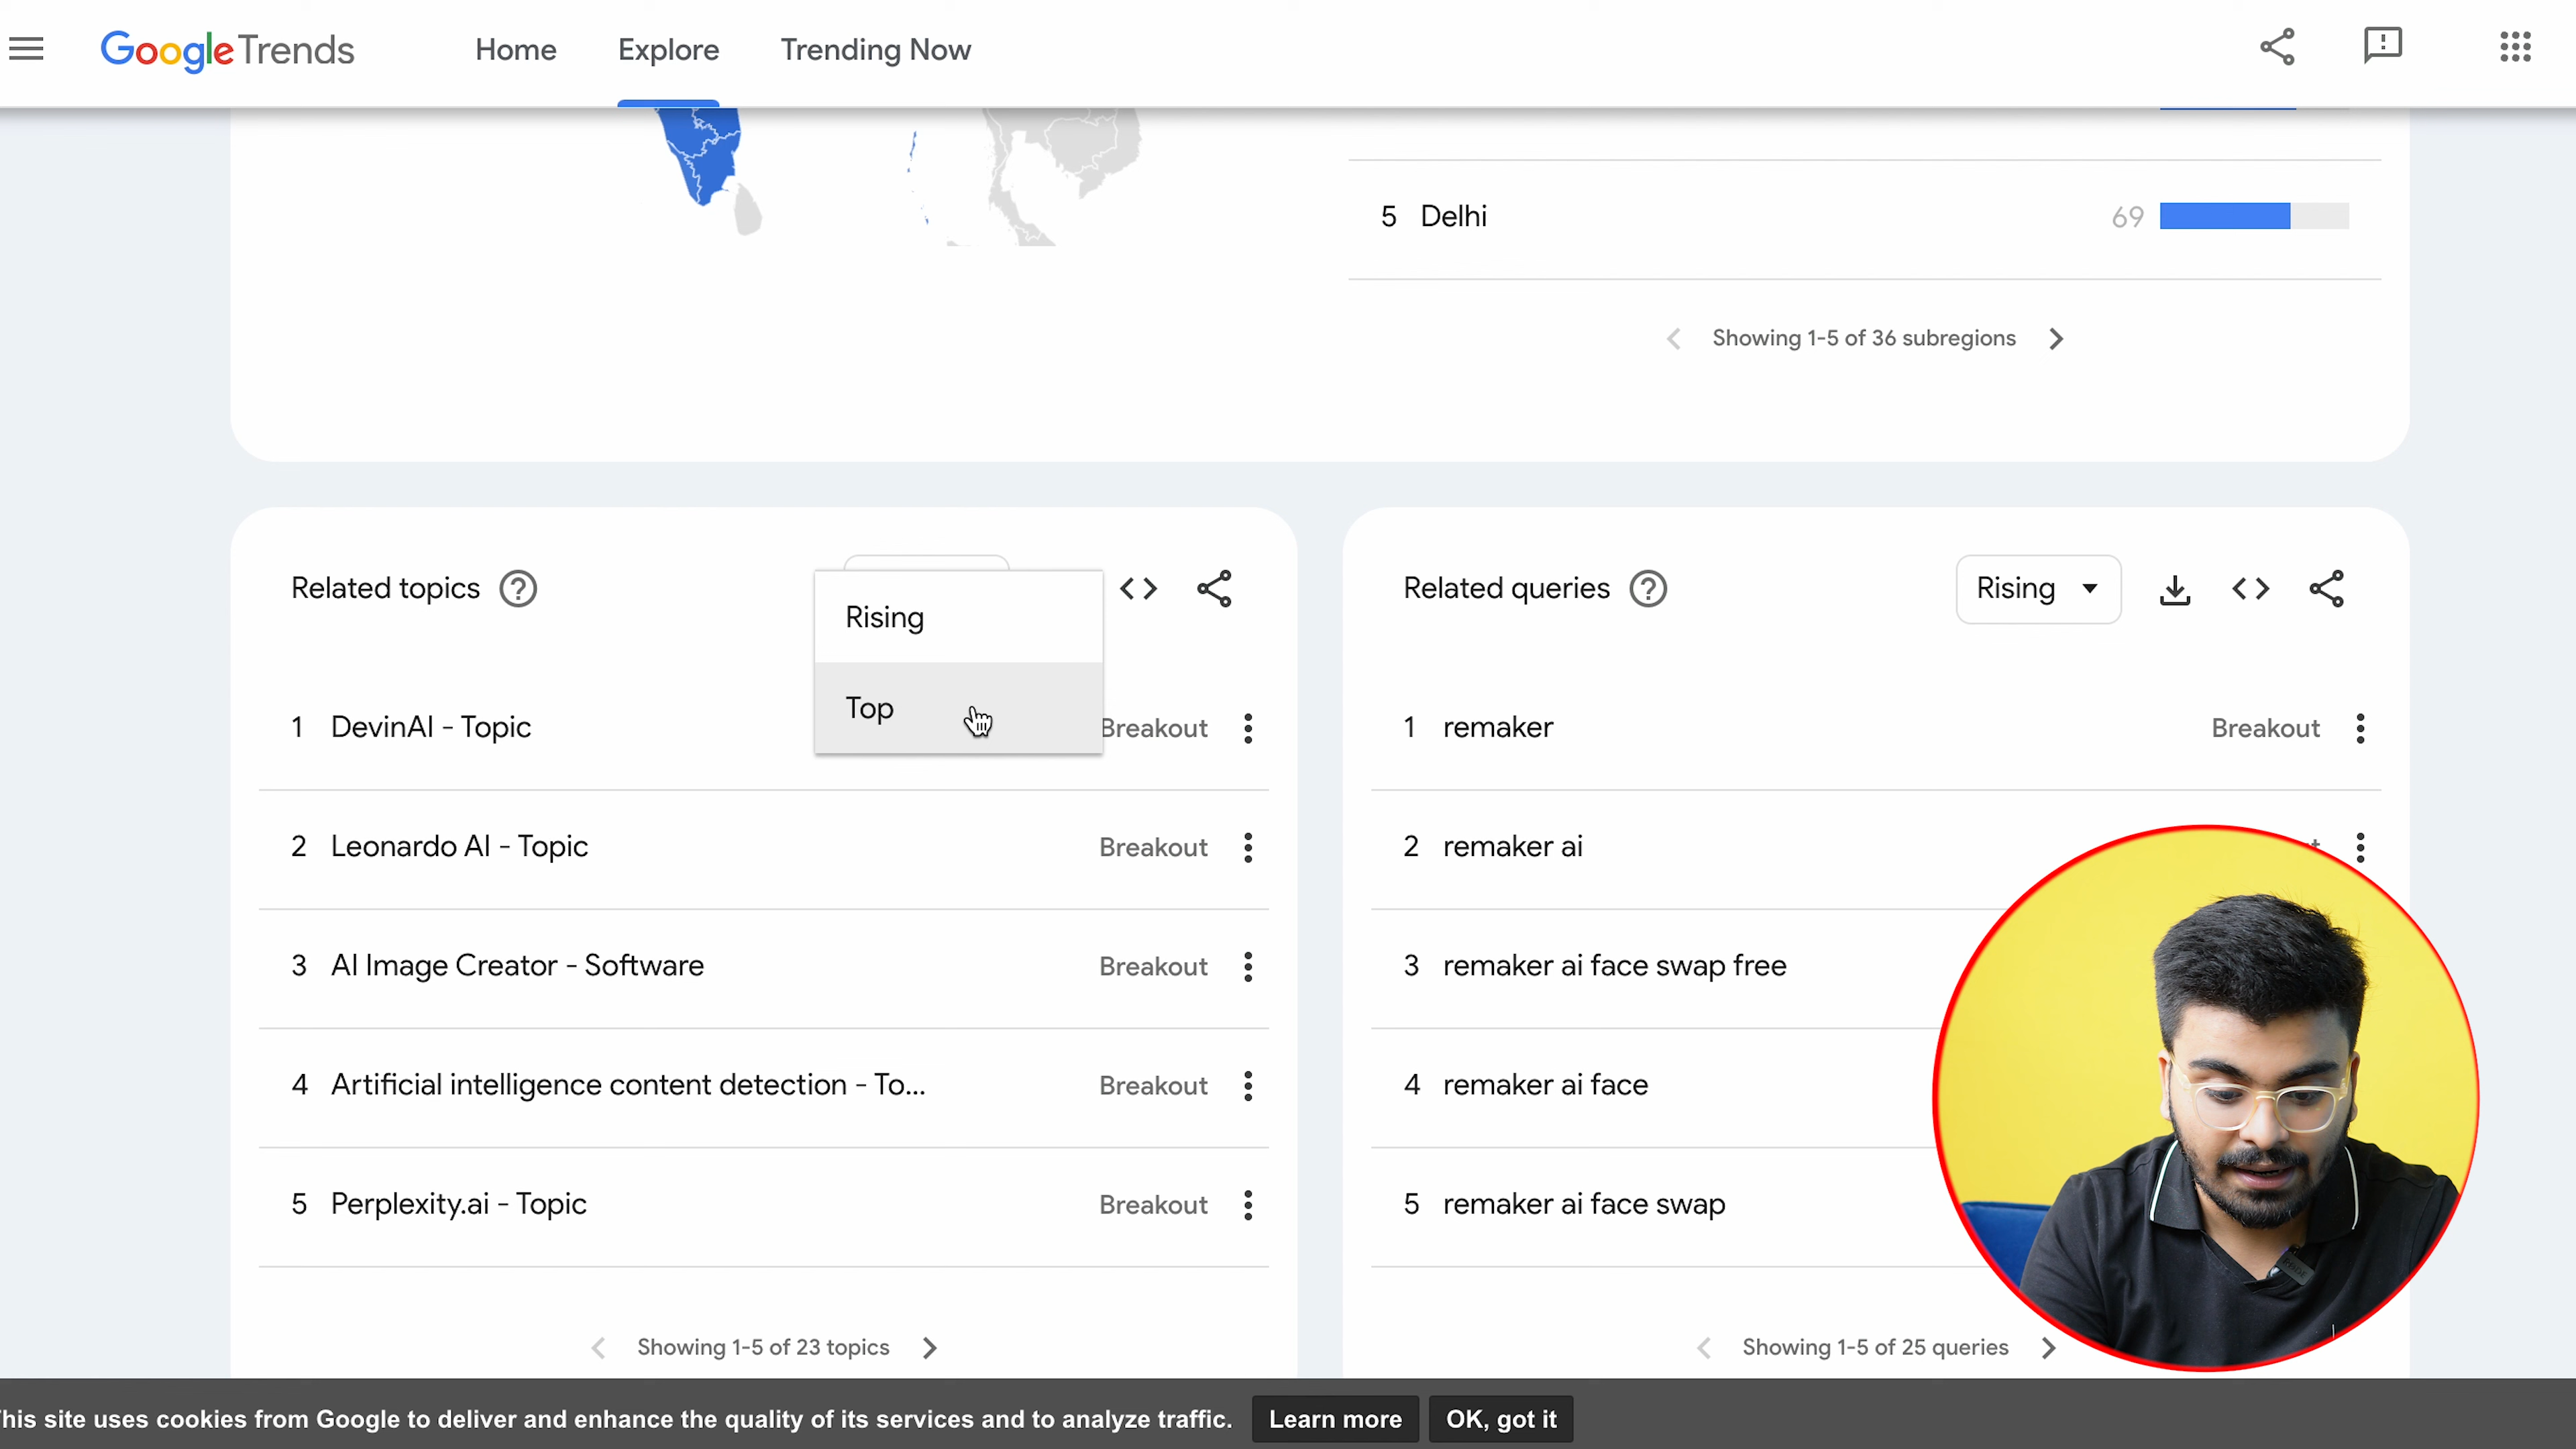 Google Trends
Home
Explore
Trending Now
5 Delhi 69
Showing 1-5 of 36 subregions
Related topics
Rising
Top
1 DevinAI - Topic Breakout
2 Leonardo AI - Topic Breakout
3 AI Image Creator - Software Breakout
4 Artificial intelligence content detection - To... Breakout
5 Perplexity.ai - Topic Breakout
Showing 1-5 of 23 topics
Related queries
Rising
1 remaker Breakout
2 remaker ai
3 remaker ai face swap free
4 remaker ai face
5 remaker ai face swap
Showing 1-5 of 25 queries
his site uses cookies from Google to deliver and enhance the quality of its services and to analyze traffic.
Learn more
OK, got it